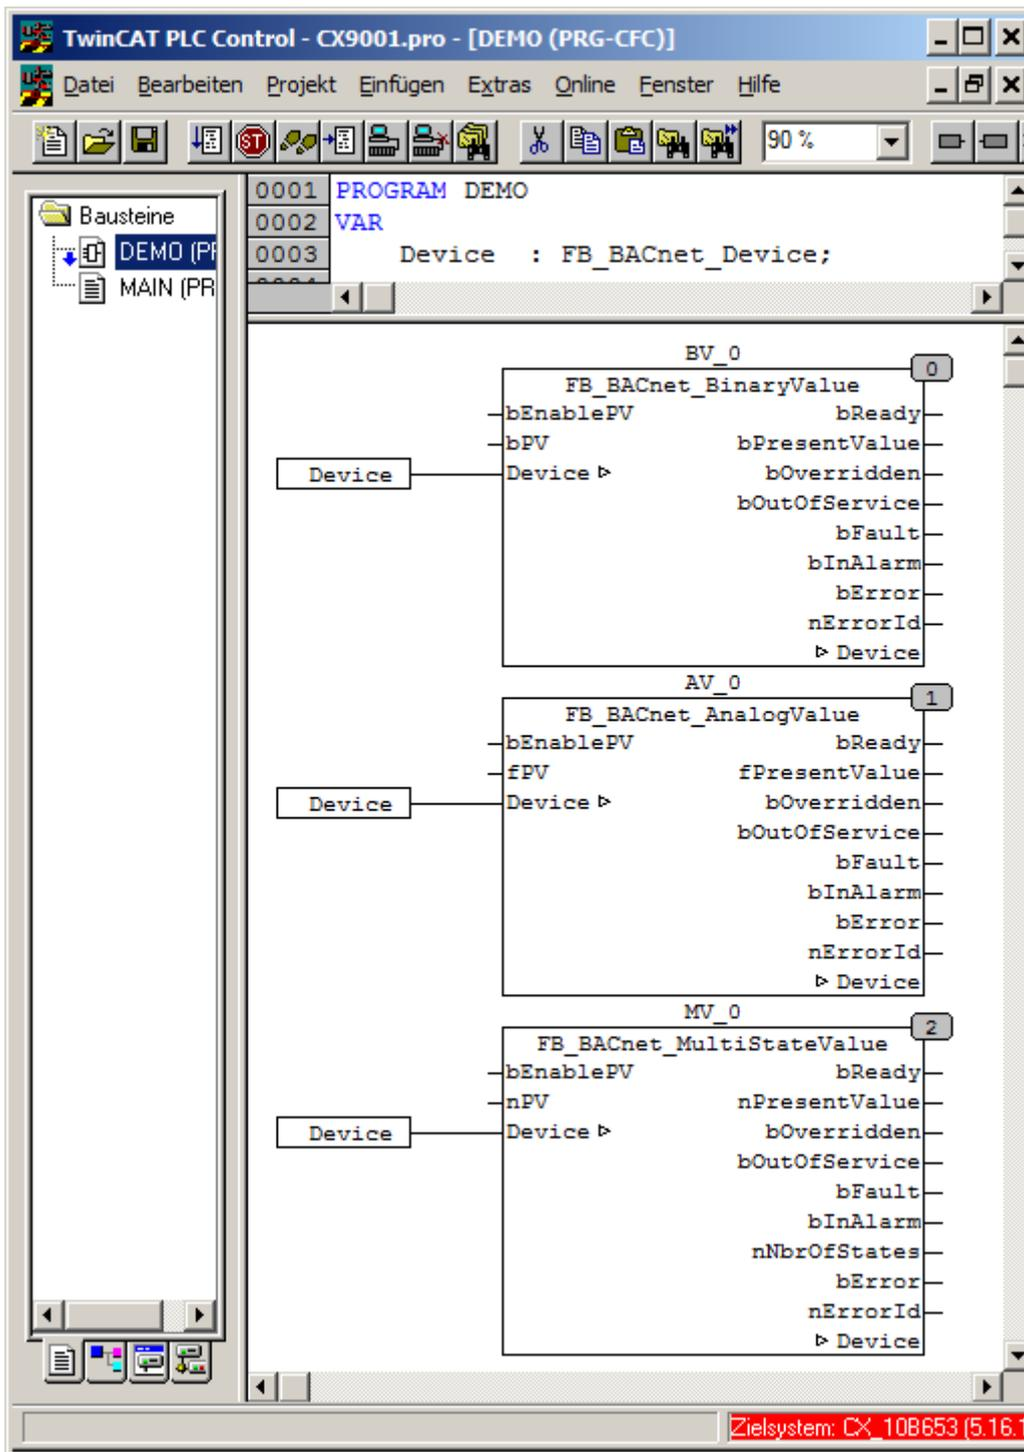 TwinCAT PLC Control - CX9001.pro - [DEMO (PRG-CFC)]
Datei Bearbeiten Projekt Einfügen Extras Online Fenster Hilfe
ST 90 %
Bausteine
DEMO (PR
MAIN (PR
0001 PROGRAM DEMO
0002 VAR
0003 Device : FB_BACnet_Device;
BV_0
0
FB_BACnet_BinaryValue
bEnablePV bReady
bPV bPresentValue
Device Device bOverridden
bOutOfService
bFault
bInAlarm
bError
nErrorId
Device
AV_0
1
FB_BACnet_AnalogValue
bEnablePV bReady
fPV fPresentValue
Device Device bOverridden
bOutOfService
bFault
bInAlarm
bError
nErrorId
Device
MV_0
2
FB_BACnet_MultiStateValue
bEnablePV bReady
nPV nPresentValue
Device Device bOverridden
bOutOfService
bFault
bInAlarm
nNbrOfStates
bError
nErrorId
Device
Zielsystem: CX_10B653 (5.16.1